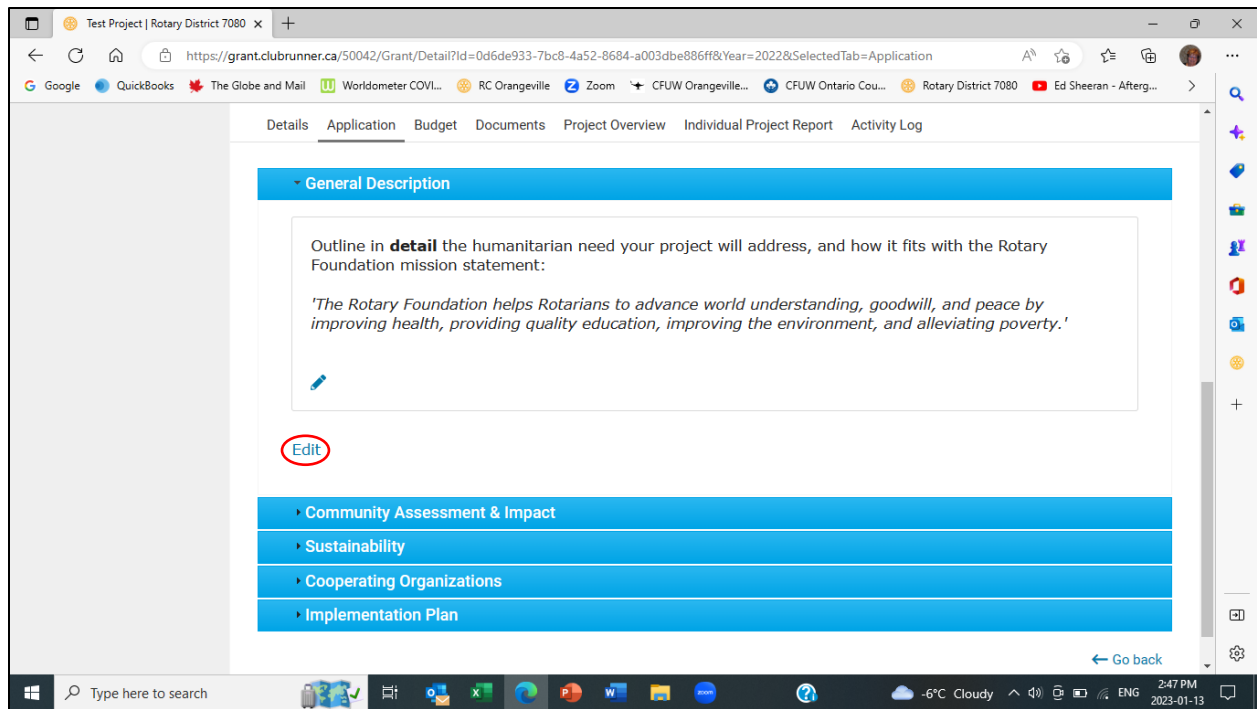 Test Project | Rotary District 7080
https://grant.clubrunner.ca/50042/Grant/Detail?Id=0d6de933-7bc8-4a52-8684-a003dbe886ff&Year=2022&SelectedTab=Application
Google QuickBooks The Globe and Mail Worldometer COVI... RC Orangeville Zoom CFUW Orangeville... CFUW Ontario Cou... Rotary District 7080 Ed Sheeran - Afterg...
Details Application Budget Documents Project Overview Individual Project Report Activity Log
General Description
Outline in detail the humanitarian need your project will address, and how it fits with the Rotary
Foundation mission statement:
'The Rotary Foundation helps Rotarians to advance world understanding, goodwill, and peace by
improving health, providing quality education, improving the environment, and alleviating poverty.'
Edit
Community Assessment & Impact
Sustainability
Cooperating Organizations
Implementation Plan
← Go back
Type here to search
-6°C Cloudy ENG 2:47 PM
2023-01-13